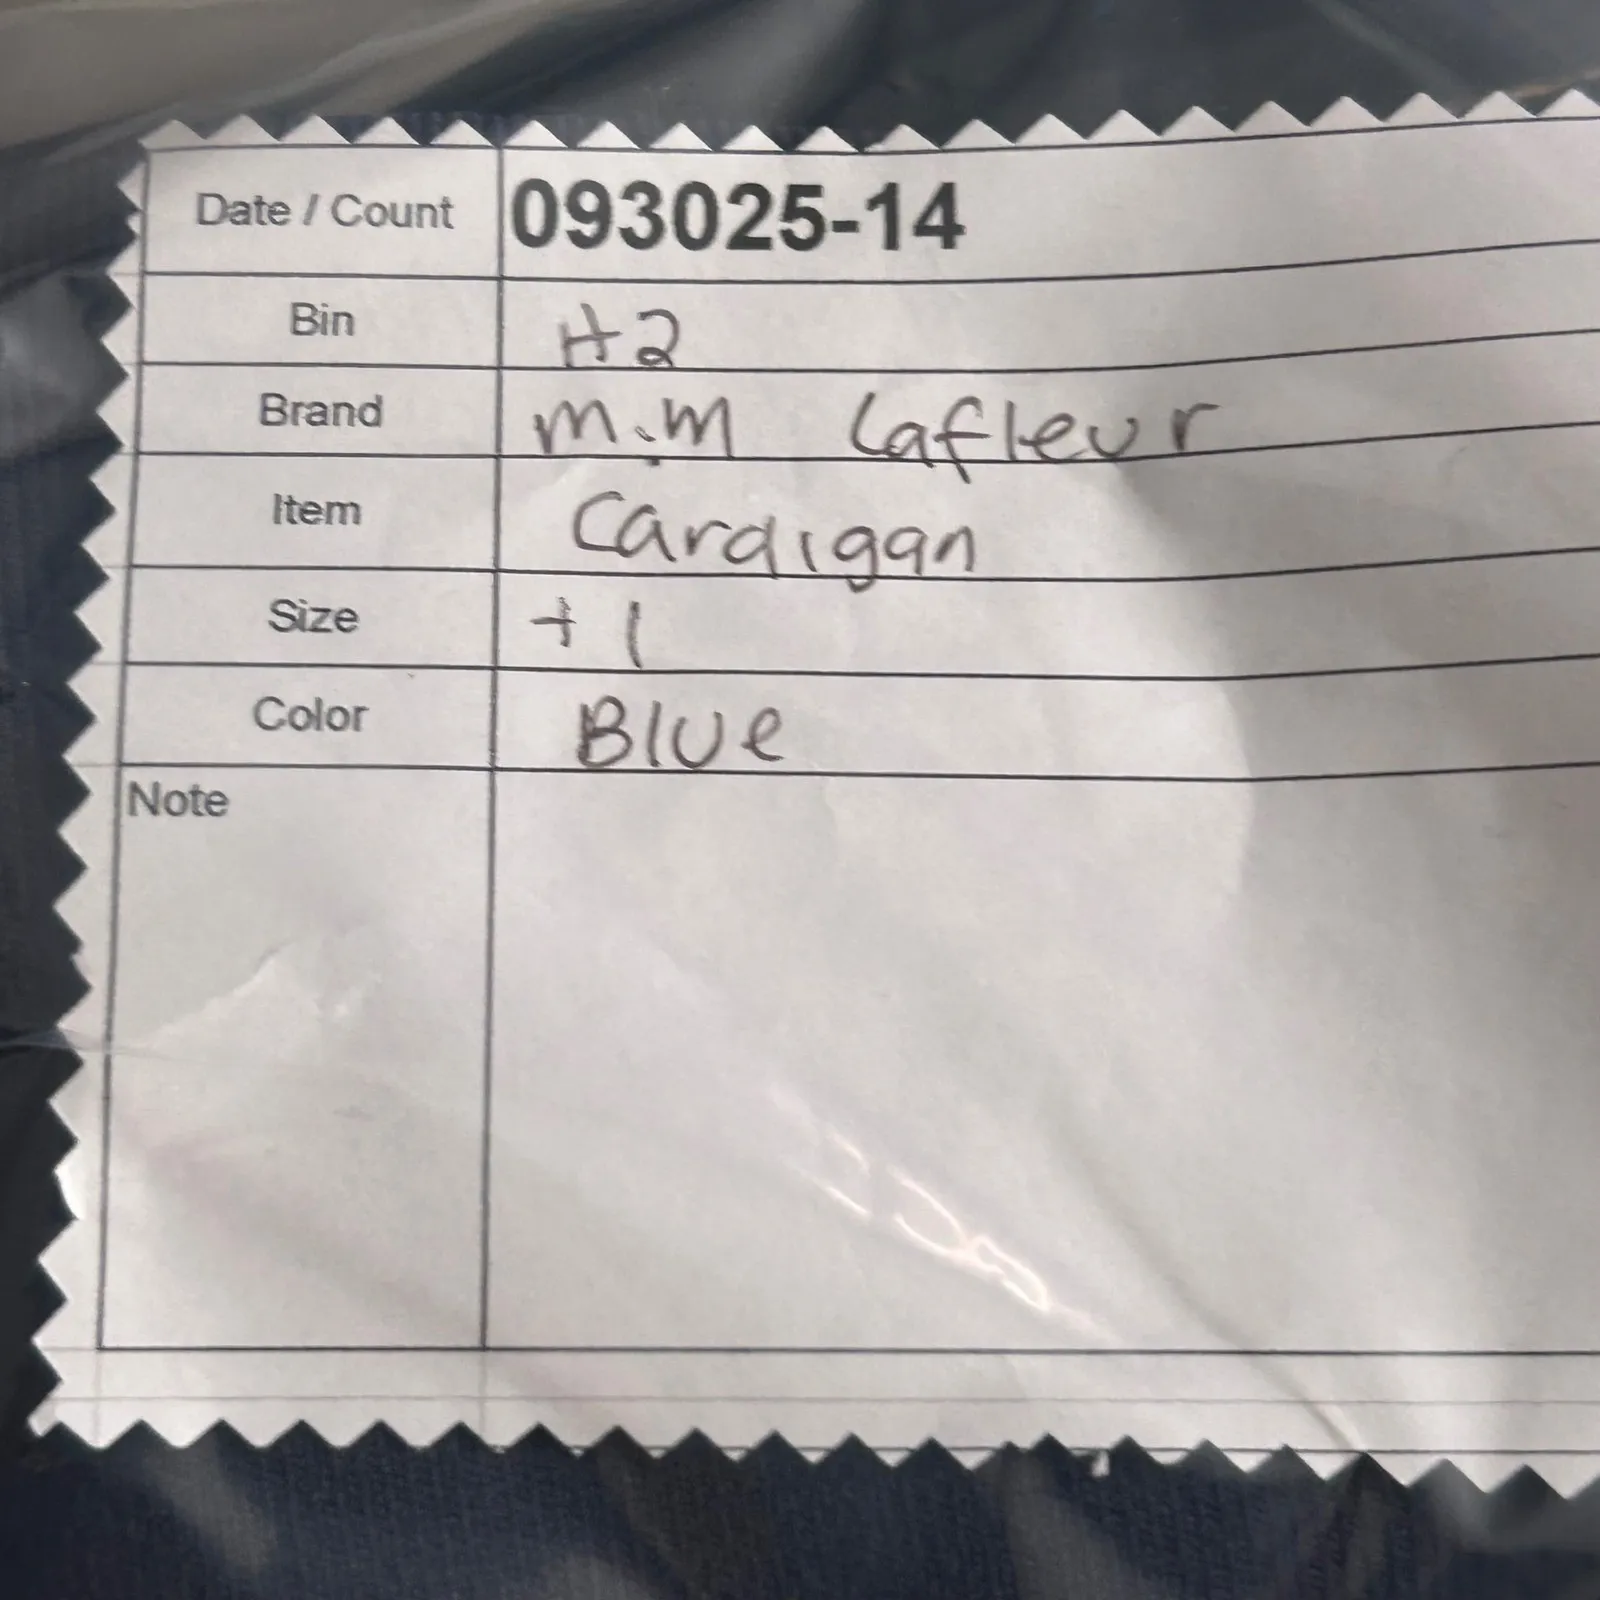 Date / Count 093025-14
Bin H2
Brand m.m Lafleur
Item Cardigan
Size +1
Color Blue
Note